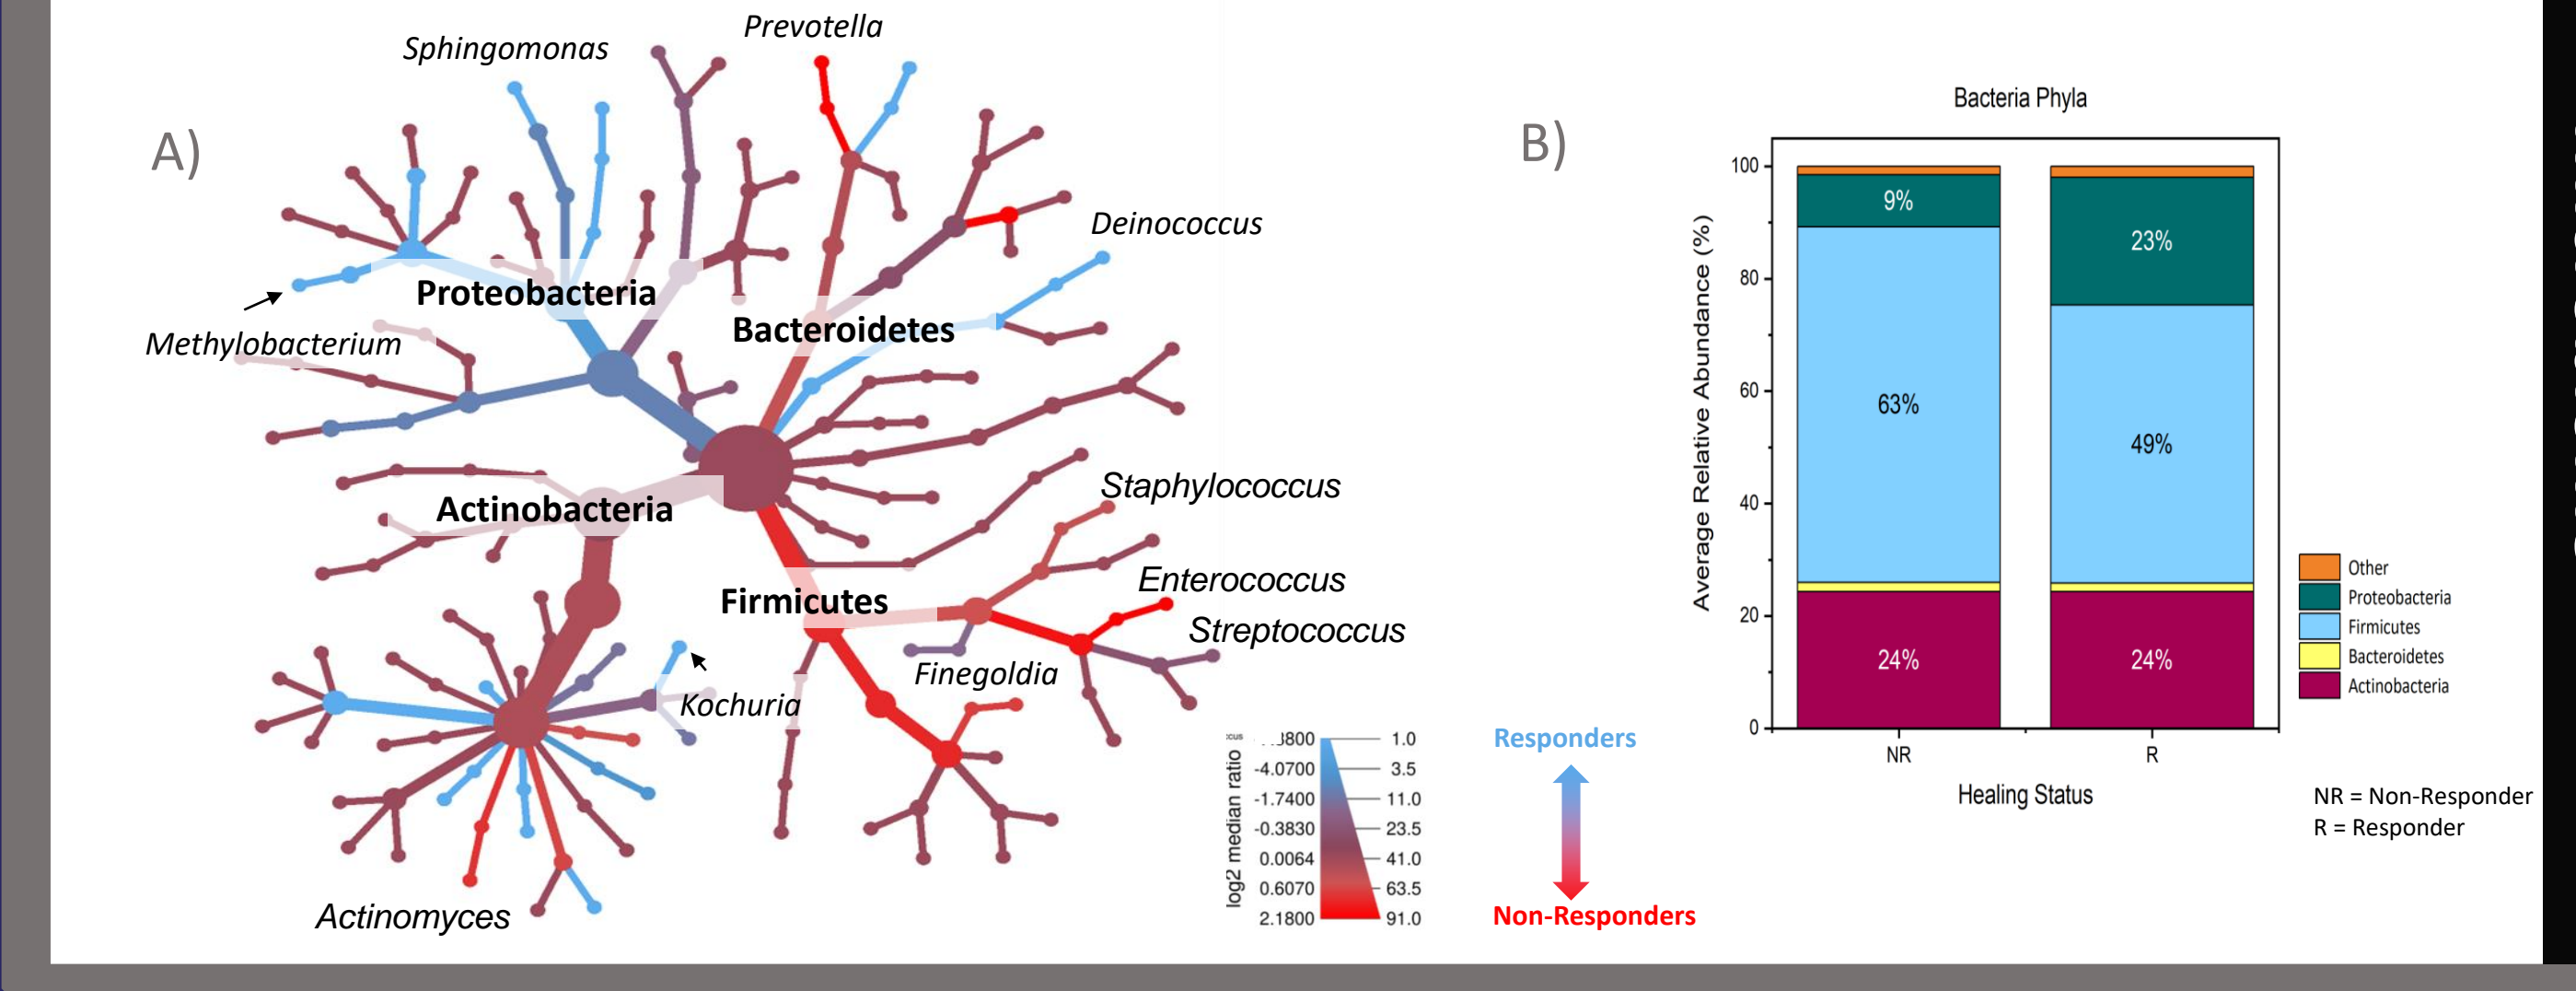 A)
Sphingomonas
Prevotella
Deinococcus
Proteobacteria
Methylobacterium
Bacteroidetes
Staphylococcus
Actinobacteria
Enterococcus
Firmicutes
Streptococcus
Finegoldia
Kochuria
Actinomyces
log2 median ratio
3800 1.0
-4.0700 3.5
-1.7400 11.0
-0.3830 23.5
0.0064 41.0
0.6070 63.5
2.1800 91.0
Responders
Non-Responders
B)
Bacteria Phyla
Average Relative Abundance (%)
100
80
60
40
20
0
9%
63%
24%
23%
49%
24%
NR
R
Healing Status
Other
Proteobacteria
Firmicutes
Bacteroidetes
Actinobacteria
NR = Non-Responder
R = Responder